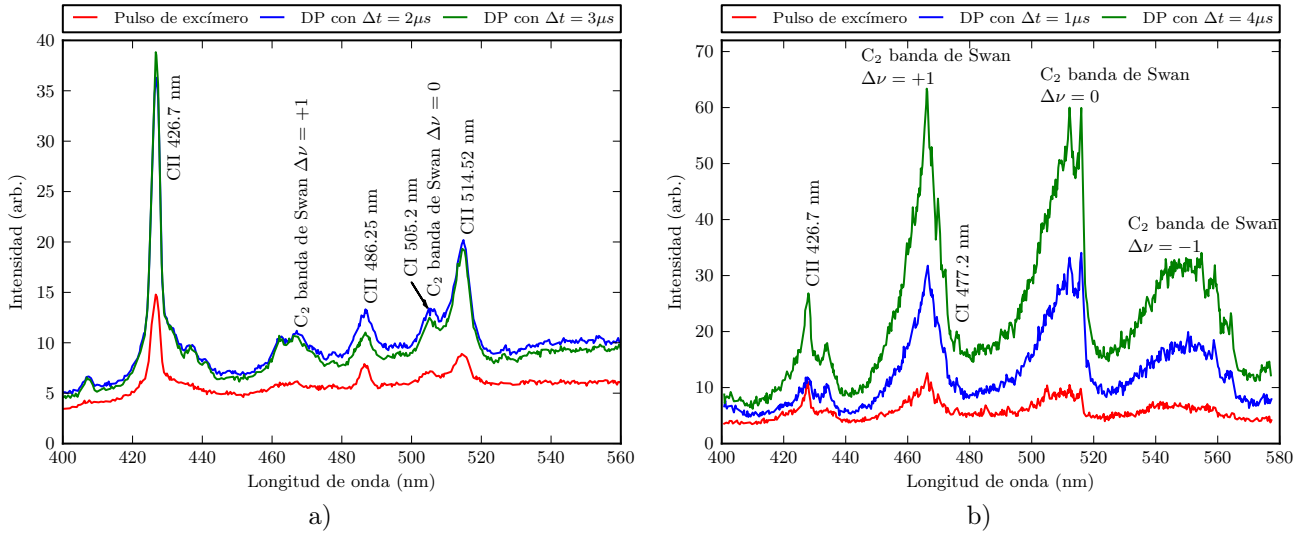 Pulso de excímero DP con Δt = 2μs DP con Δt = 3μs
40
35
30
25
20
15
10
5
0
Intensidad (arb.)
CII 426.7 nm
C₂ banda de Swan Δν = +1
CII 486.25 nm
CI 505.2 nm
C₂ banda de Swan Δν = 0
CII 514.52 nm
400 420 440 460 480 500 520 540 560
Longitud de onda (nm)
a)
Pulso de excímero DP con Δt = 1μs DP con Δt = 4μs
70
60
50
40
30
20
10
0
Intensidad (arb.)
C₂ banda de Swan
Δν = +1
C₂ banda de Swan
Δν = 0
C₂ banda de Swan
Δν = −1
CII 426.7 nm
CI 477.2 nm
400 420 440 460 480 500 520 540 560 580
Longitud de onda (nm)
b)